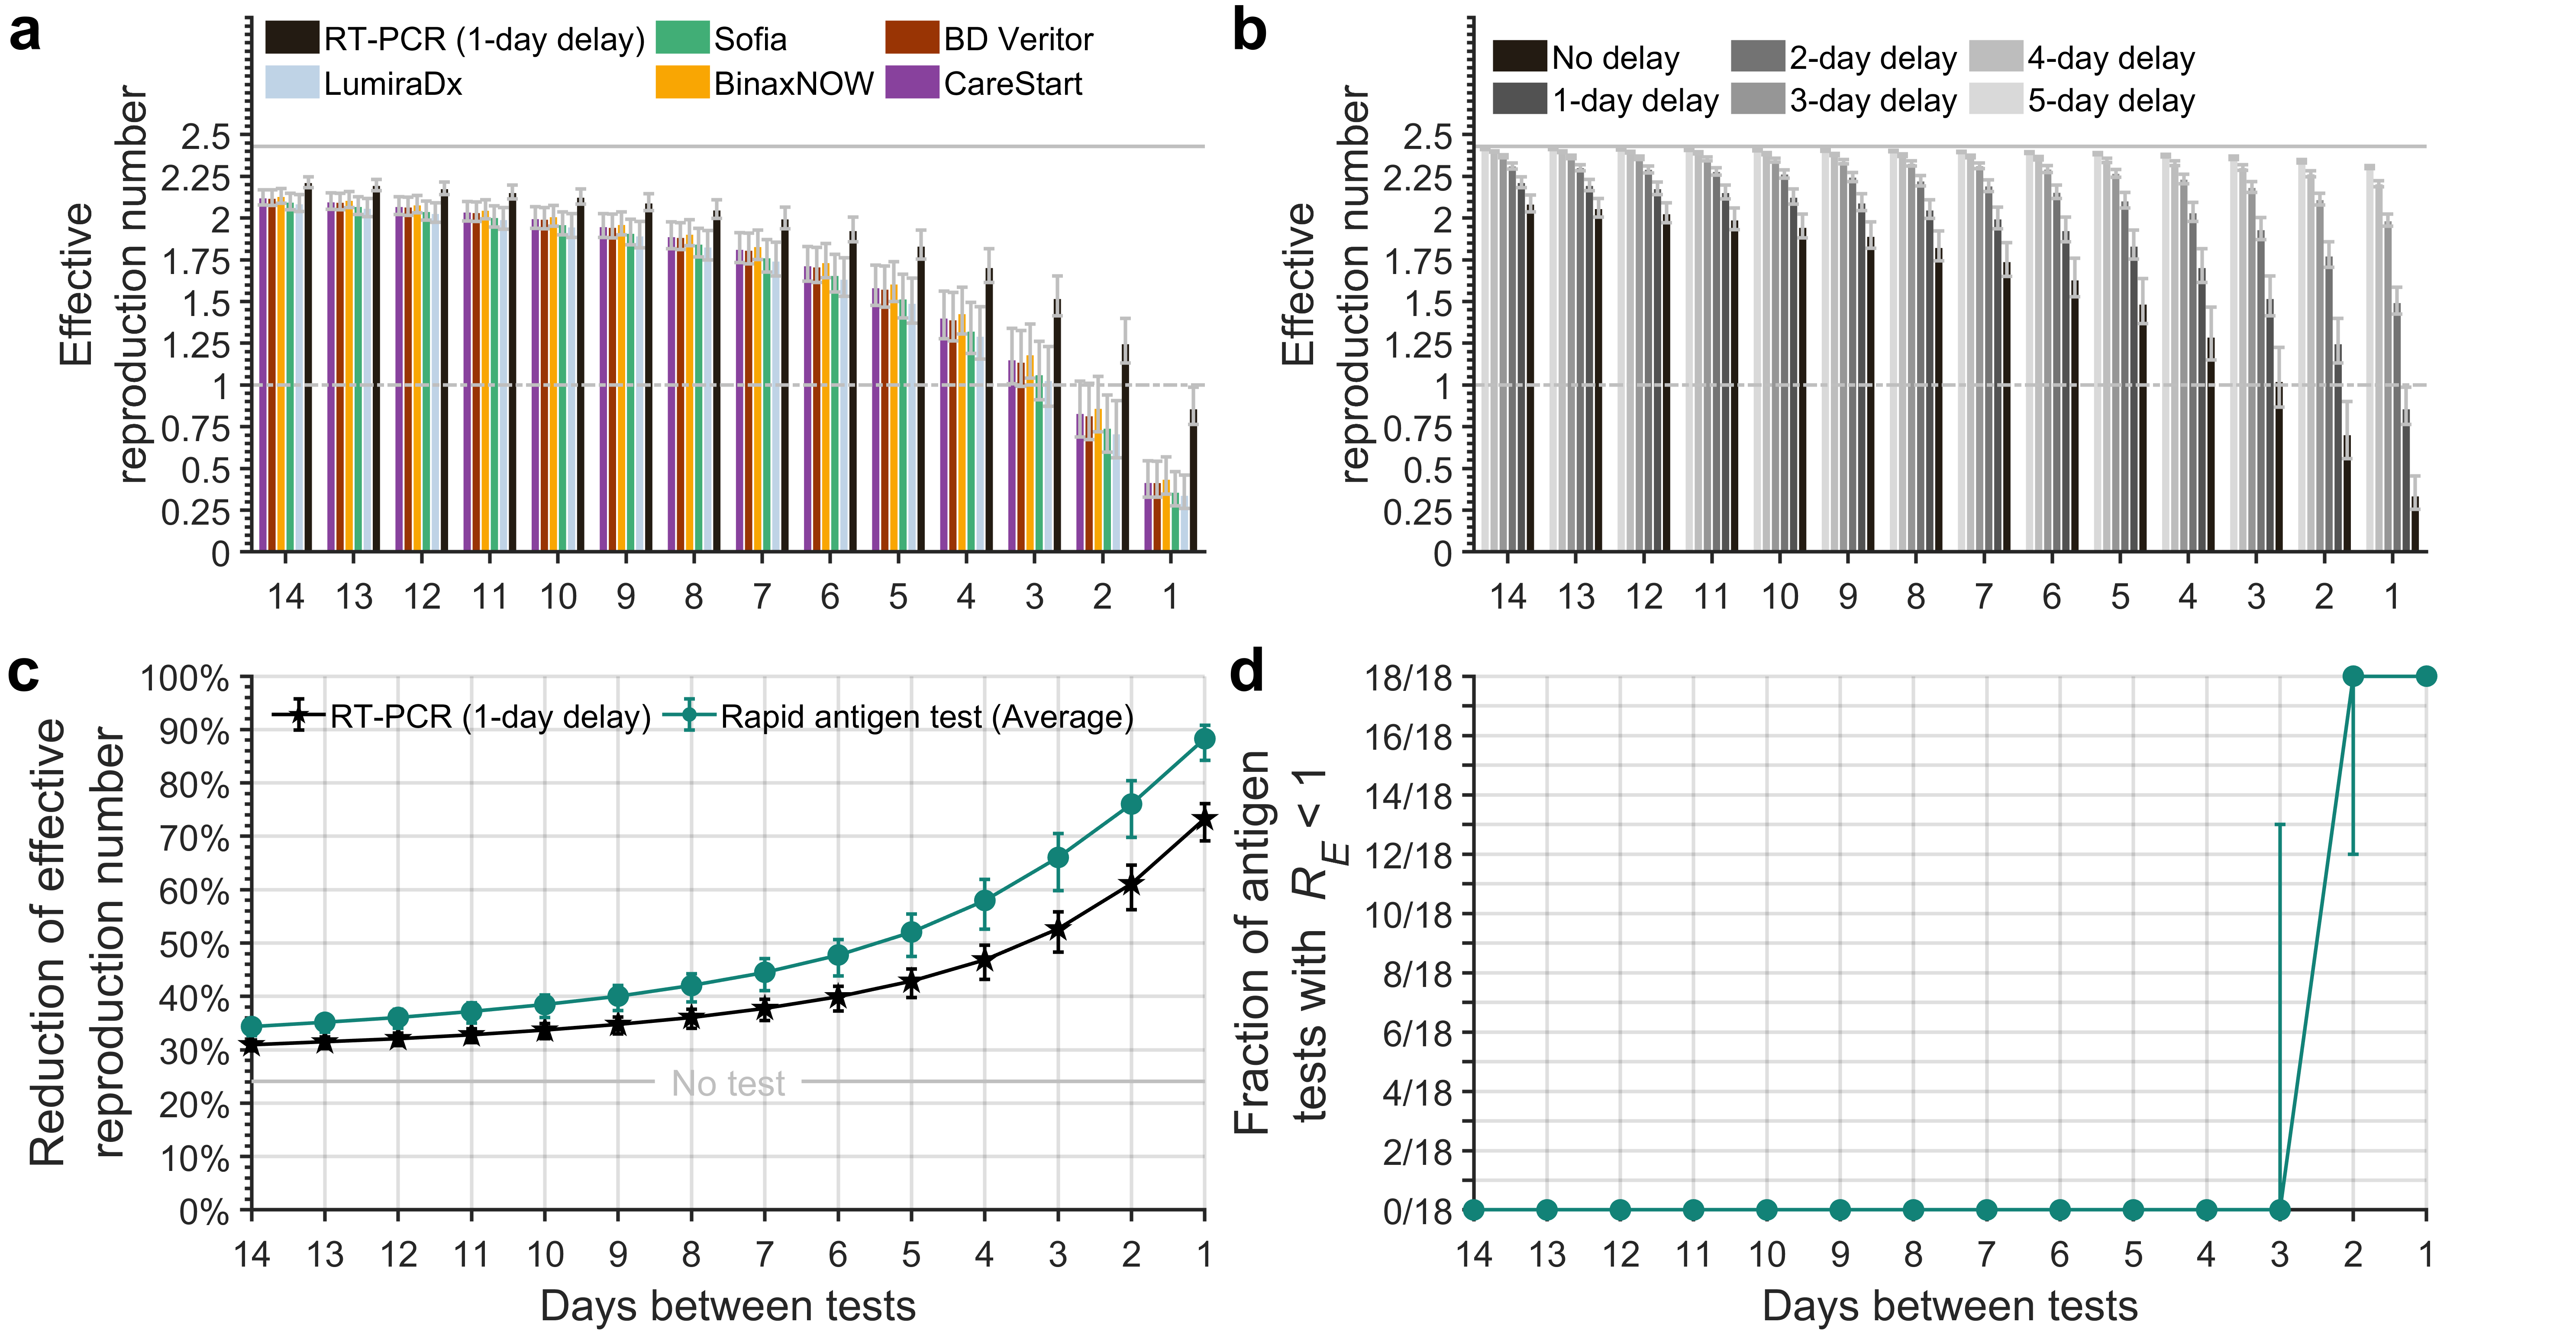 a
RT-PCR (1-day delay)
Sofia
BD Veritor
LumiraDx
BinaxNOW
CareStart
Effective
reproduction number
2.5
2.25
2
1.75
1.5
1.25
1
0.75
0.5
0.25
0
14 13 12 11 10 9 8 7 6 5 4 3 2 1
b
No delay
2-day delay
4-day delay
1-day delay
3-day delay
5-day delay
Effective
reproduction number
2.5
2.25
2
1.75
1.5
1.25
1
0.75
0.5
0.25
0
14 13 12 11 10 9 8 7 6 5 4 3 2 1
c
RT-PCR (1-day delay)
Rapid antigen test (Average)
Reduction of effective
reproduction number
100%
90%
80%
70%
60%
50%
40%
30%
20%
10%
0%
No test
14 13 12 11 10 9 8 7 6 5 4 3 2 1
Days between tests
d
Fraction of antigen
tests with R_E < 1
18/18
16/18
14/18
12/18
10/18
8/18
6/18
4/18
2/18
0/18
14 13 12 11 10 9 8 7 6 5 4 3 2 1
Days between tests